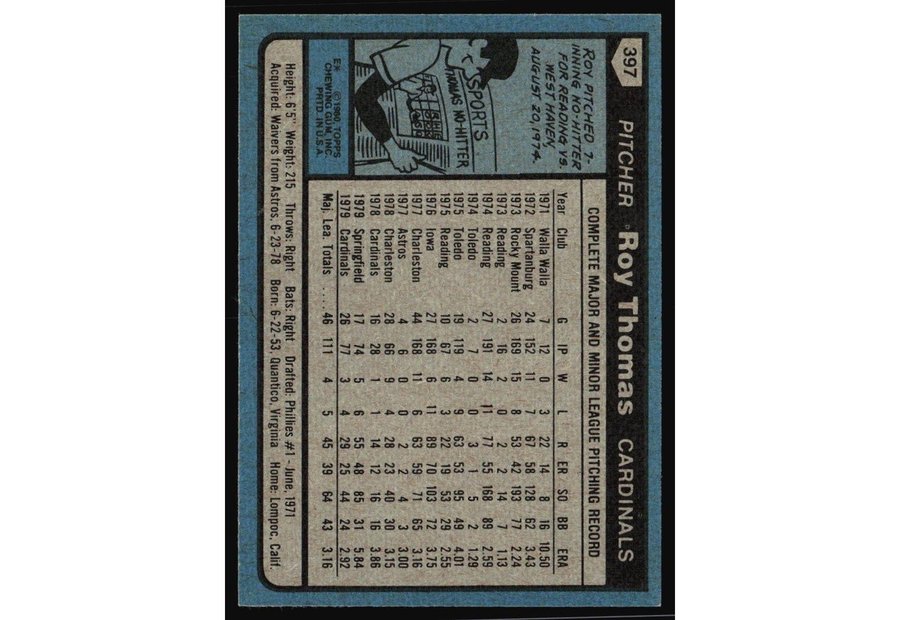 397 PITCHER Roy Thomas CARDINALS
ROY PITCHED 7-
INNING NO-HITTER
FOR READING VS.
WEST HAVEN,
AUGUST 20, 1974.
SPORTS
THOMAS NO-HITTER
E* © 1980 TOPPS
CHEWING GUM, INC.
PRTD. IN U.S.A.
COMPLETE MAJOR AND MINOR LEAGUE PITCHING RECORD
Year Club G IP W L R ER SO BB ERA
1971 Walla Walla 7 12 0 3 22 14 8 16 10.50
1972 Spartanburg 24 152 11 7 67 58 128 62 3.43
1973 Rocky Mount 26 169 15 8 53 42 193 77 2.24
1973 Reading 2 16 2 0 2 2 14 7 1.13
1974 Reading 27 191 14 11 77 55 168 89 2.59
1974 Toledo 2 7 0 0 3 1 5 2 1.29
1975 Toledo 19 119 4 9 63 53 95 49 4.01
1975 Reading 10 67 6 3 22 19 53 29 2.55
1976 Iowa 27 168 6 11 89 70 103 72 3.75
1977 Charleston 44 168 11 6 63 59 71 65 3.16
1977 Astros 4 6 0 0 2 2 4 3 3.00
1978 Charleston 28 66 9 4 28 23 40 30 3.15
1978 Cardinals 16 28 1 1 14 12 16 16 3.86
1979 Springfield 17 74 5 6 55 48 85 31 5.84
1979 Cardinals 26 77 3 4 29 25 44 24 2.92
Maj. Lea. Totals ..... 46 111 4 5 45 39 64 43 3.16
Height: 6'5" Weight: 215 Throws: Right Bats: Right Drafted: Phillies #1 - June, 1971
Acquired: Waivers from Astros, 6-23-78 Born: 6-22-53, Quantico, Virginia Home: Lompoc, Calif.